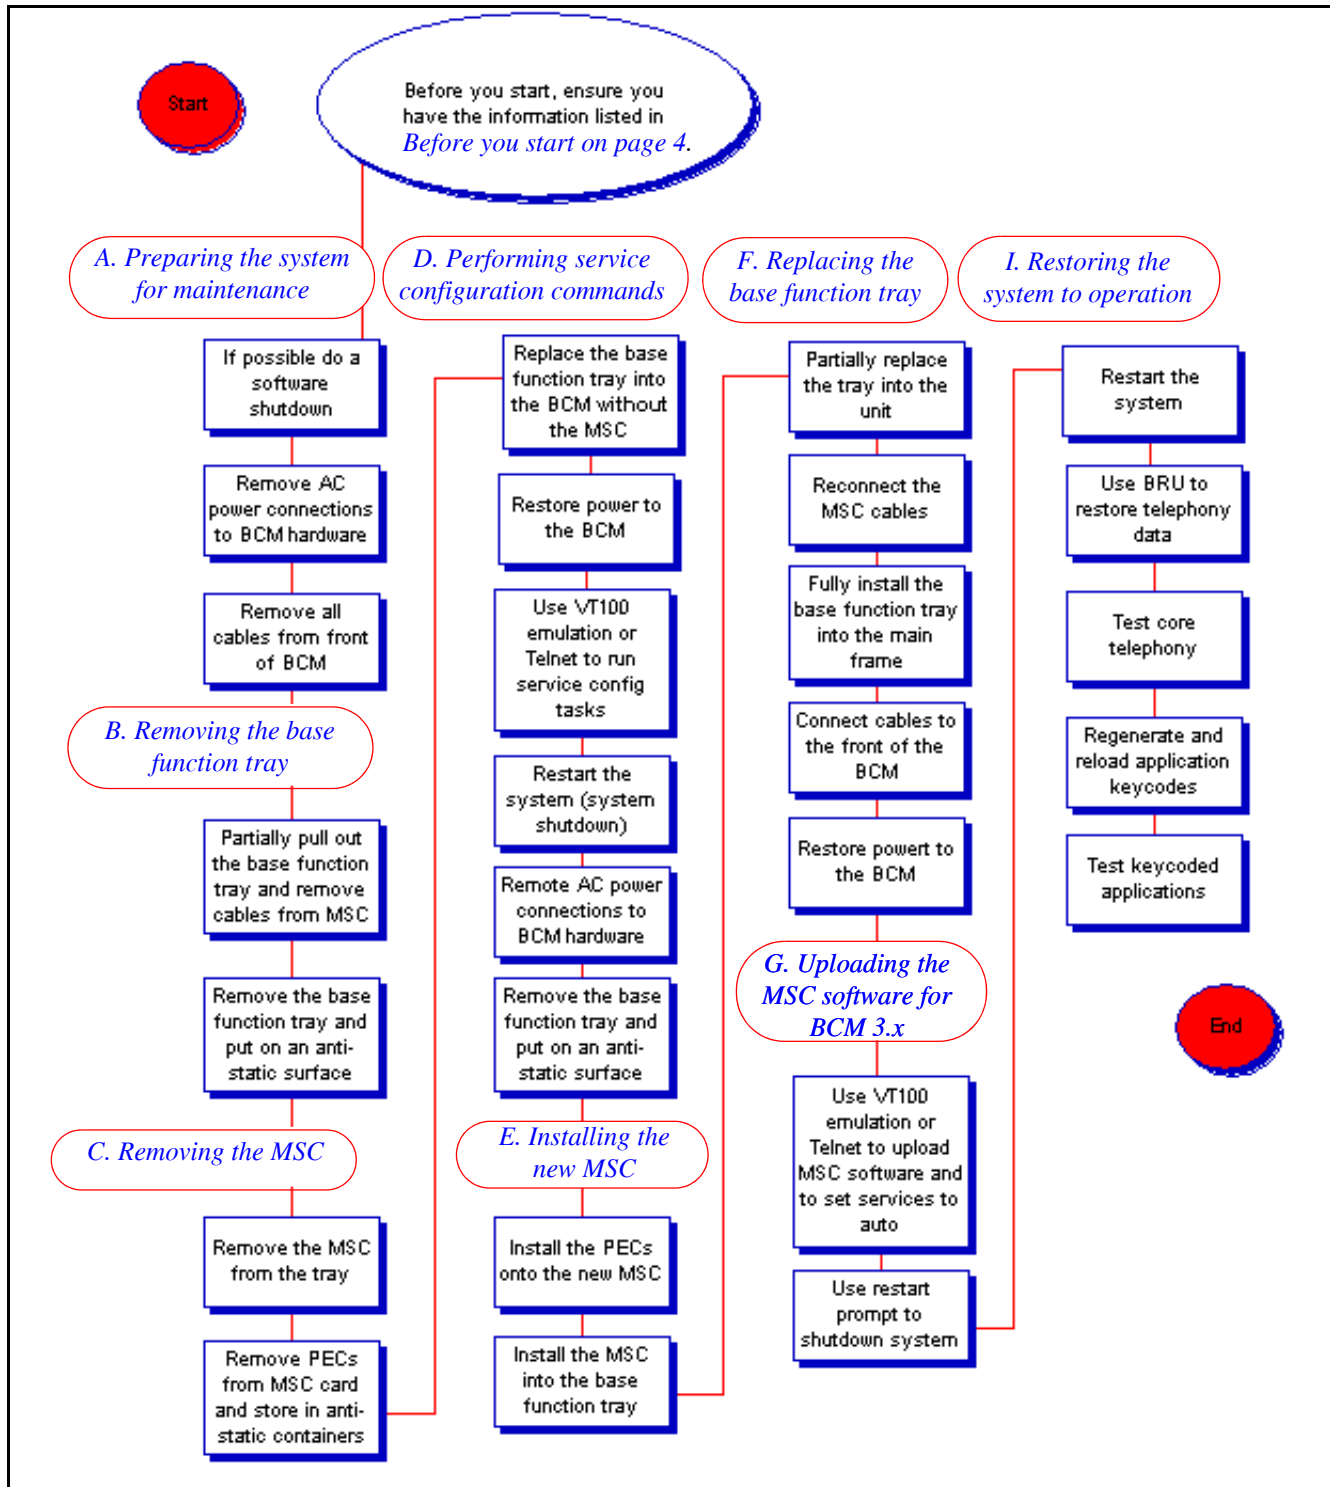 Start
Before you start, ensure you
have the information listed in
Before you start on page 4.
A. Preparing the system
for maintenance
If possible do a
software
shutdown
Remove AC
power connections
to BCM hardware
Remove all
cables from front
of BCM
B. Removing the base
function tray
Partially pull out
the base function
tray and remove
cables from MSC
Remove the base
function tray and
put on an anti-
static surface
C. Removing the MSC
Remove the MSC
from the tray
Remove PECs
from MSC card
and store in anti-
static containers
D. Performing service
configuration commands
Replace the base
function tray into
the BCM without
the MSC
Restore power to
the BCM
Use VT100
emulation or
Telnet to run
service config
tasks
Restart the
system (system
shutdown)
Remote AC power
connections to
BCM hardware
Remove the base
function tray and
put on an anti-
static surface
E. Installing the
new MSC
Install the PECs
onto the new MSC
Install the MSC
into the base
function tray
F. Replacing the
base function tray
Partially replace
the tray into the
unit
Reconnect the
MSC cables
Fully install the
base function tray
into the main
frame
Connect cables to
the front of the
BCM
Restore powert to
the BCM
G. Uploading the
MSC software for
BCM 3.x
Use VT100
emulation or
Telnet to upload
MSC software and
to set services to
auto
Use restart
prompt to
shutdown system
I. Restoring the
system to operation
Restart the
system
Use BRU to
restore telephony
data
Test core
telephony
Regenerate and
reload application
keycodes
Test keycoded
applications
End